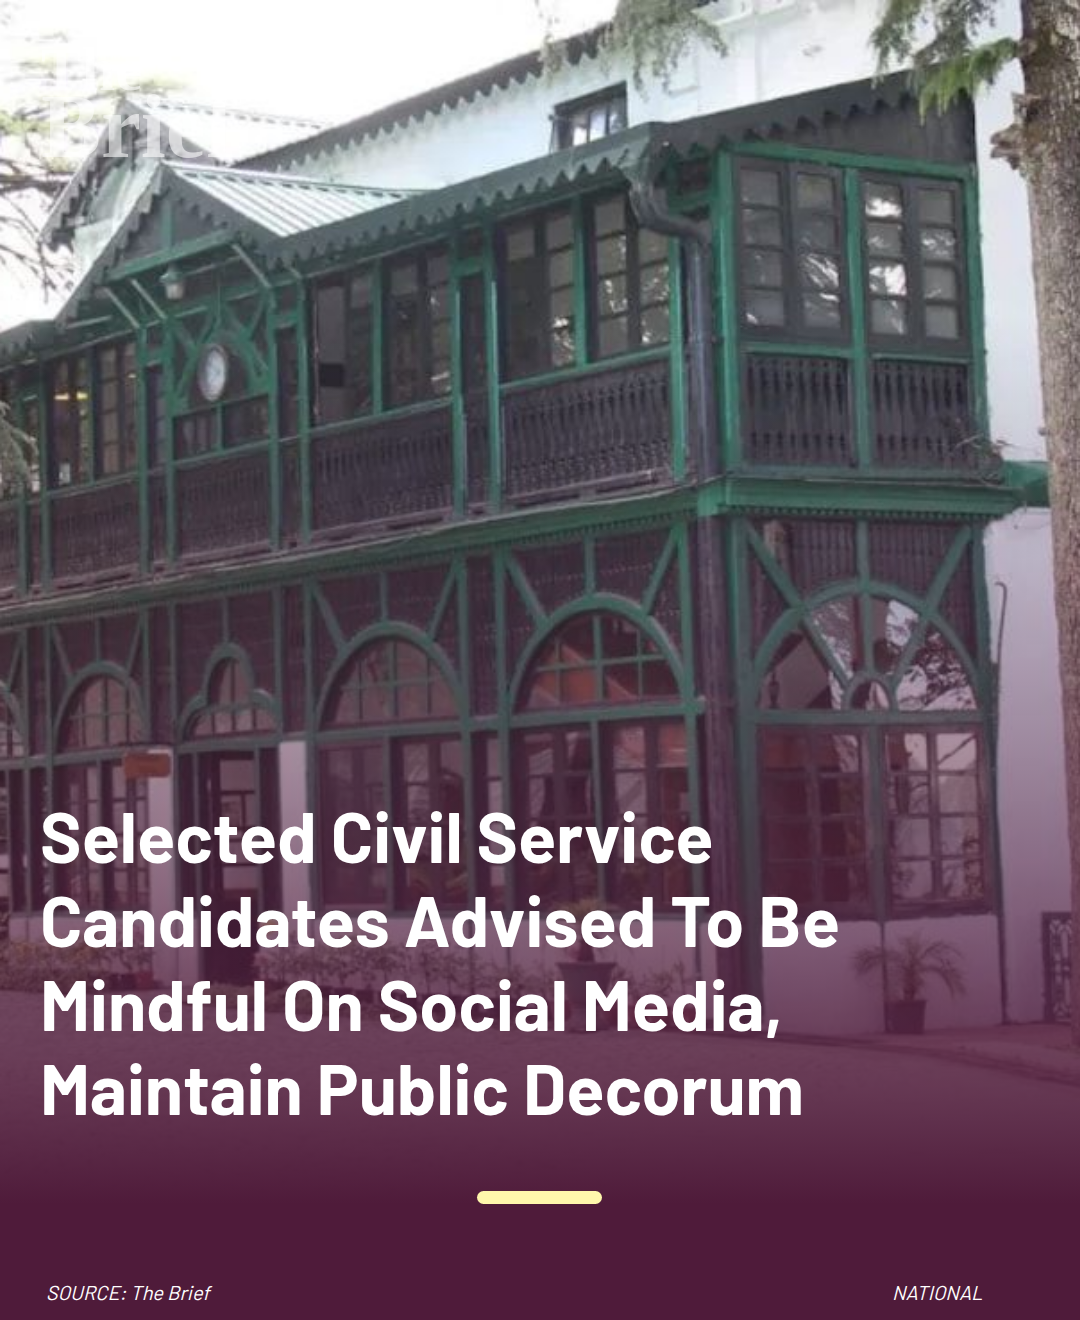 Selected Civil Service
Candidates Advised To Be
Mindful On Social Media,
Maintain Public Decorum
SOURCE: The Brief
NATIONAL